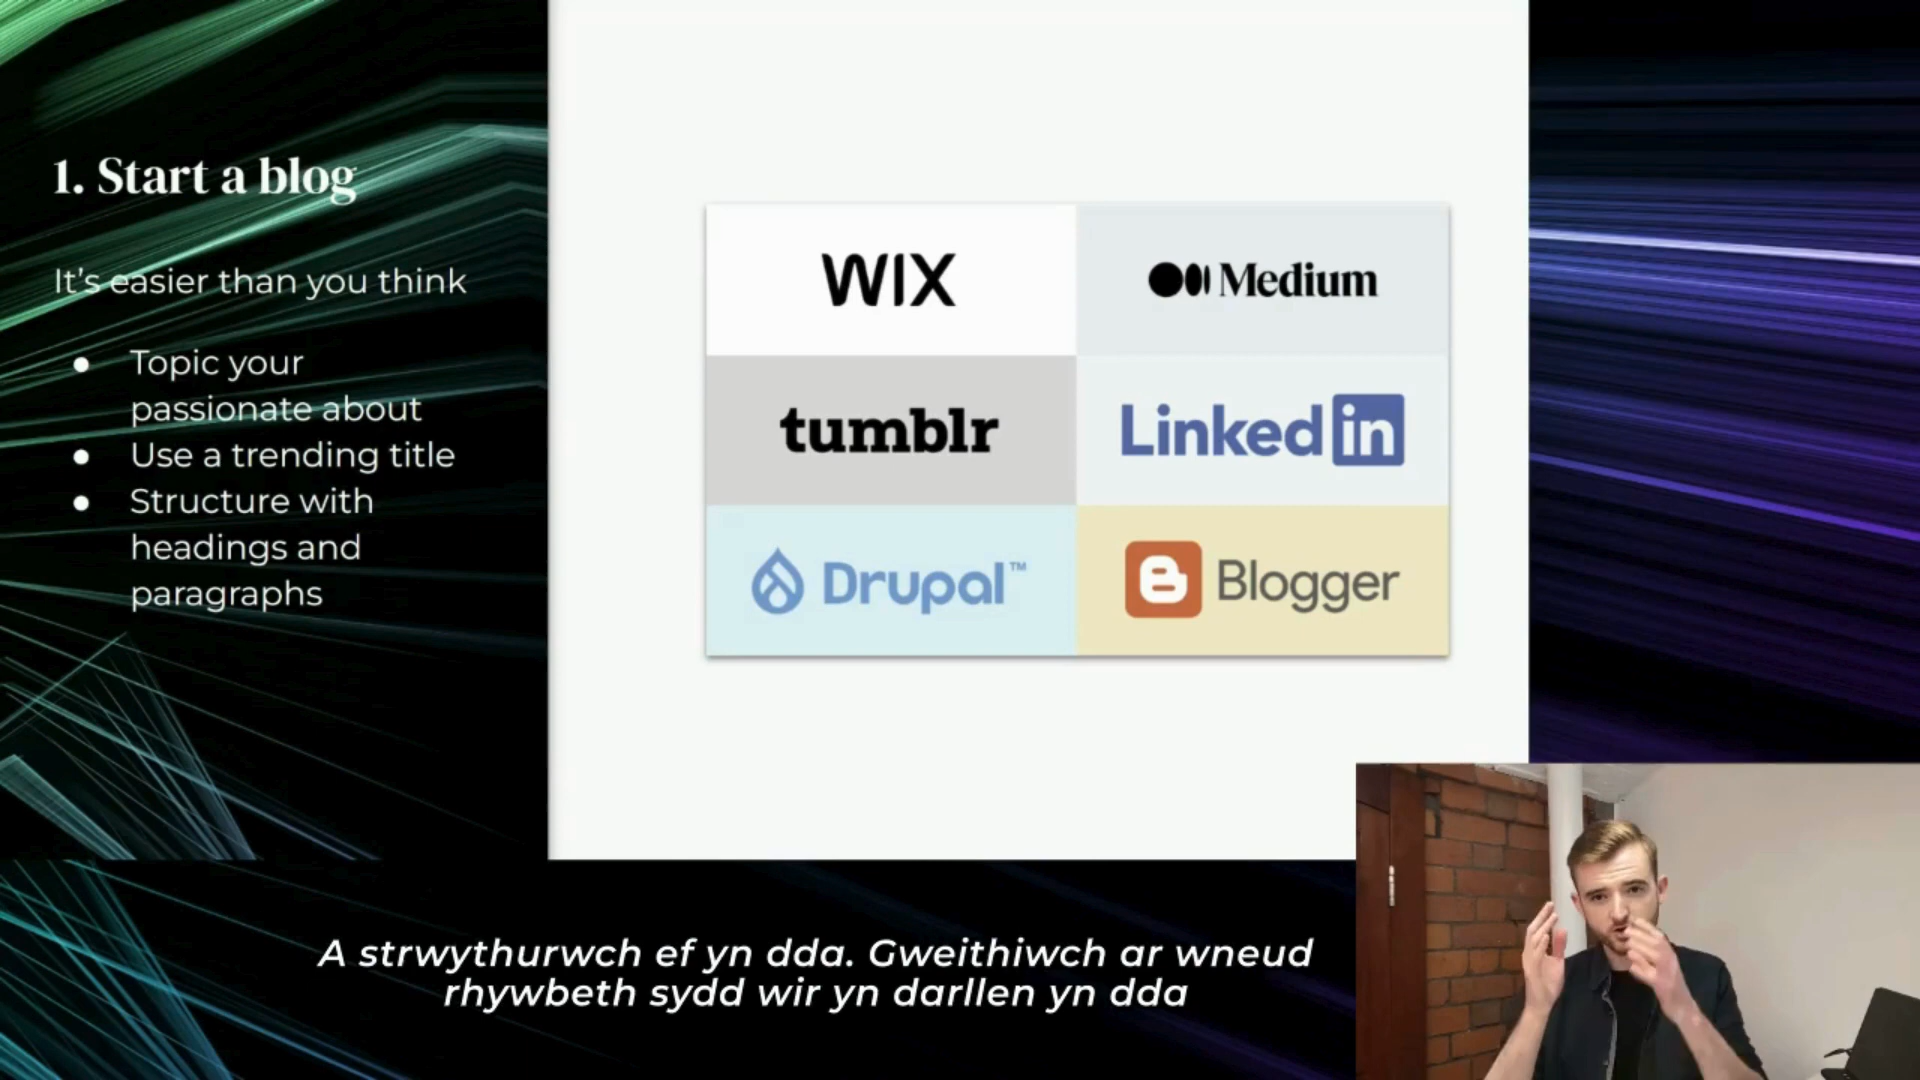 1. Start a blog
It's easier than you think
● Topic your
passionate about
● Use a trending title
● Structure with
headings and
paragraphs
WIX
Medium
tumblr
Linkedin
Drupal™
Blogger
A strwythurwch ef yn dda. Gweithiwch ar wneud
rhywbeth sydd wir yn darllen yn dda